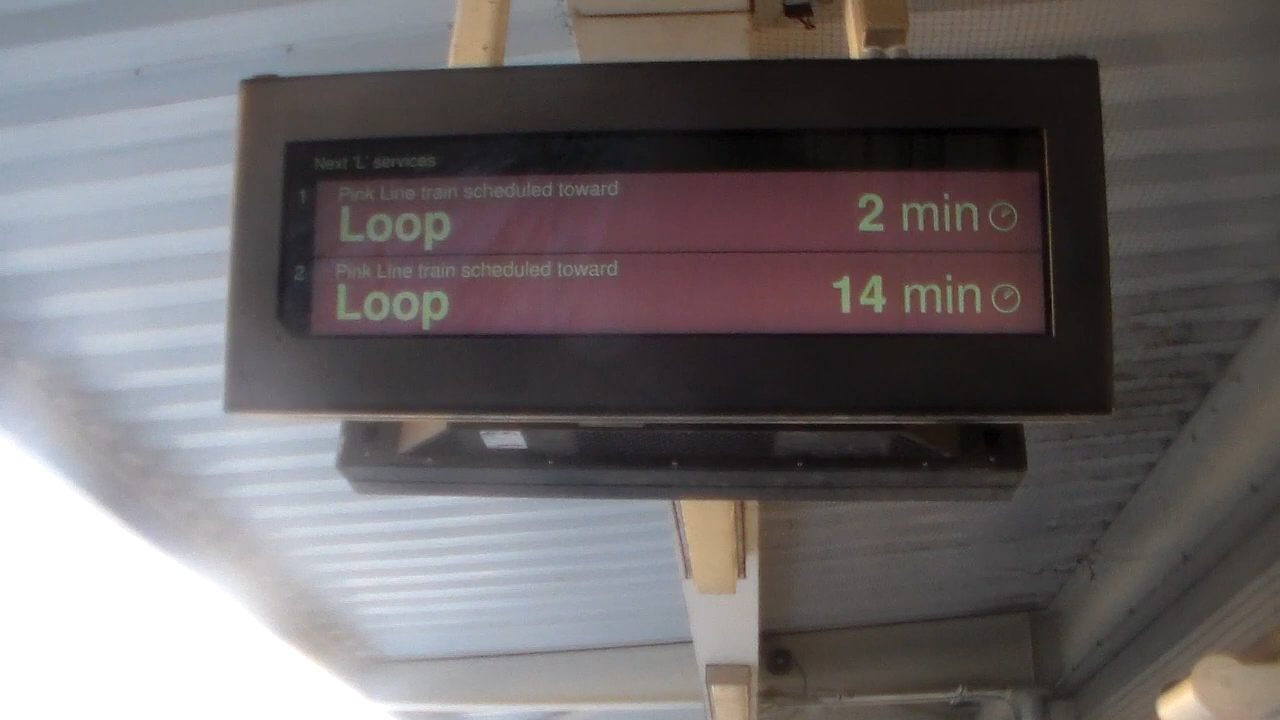 Next 'L' services
1 Pink Line train scheduled toward
Loop 2 min
2 Pink Line train scheduled toward
Loop 14 min